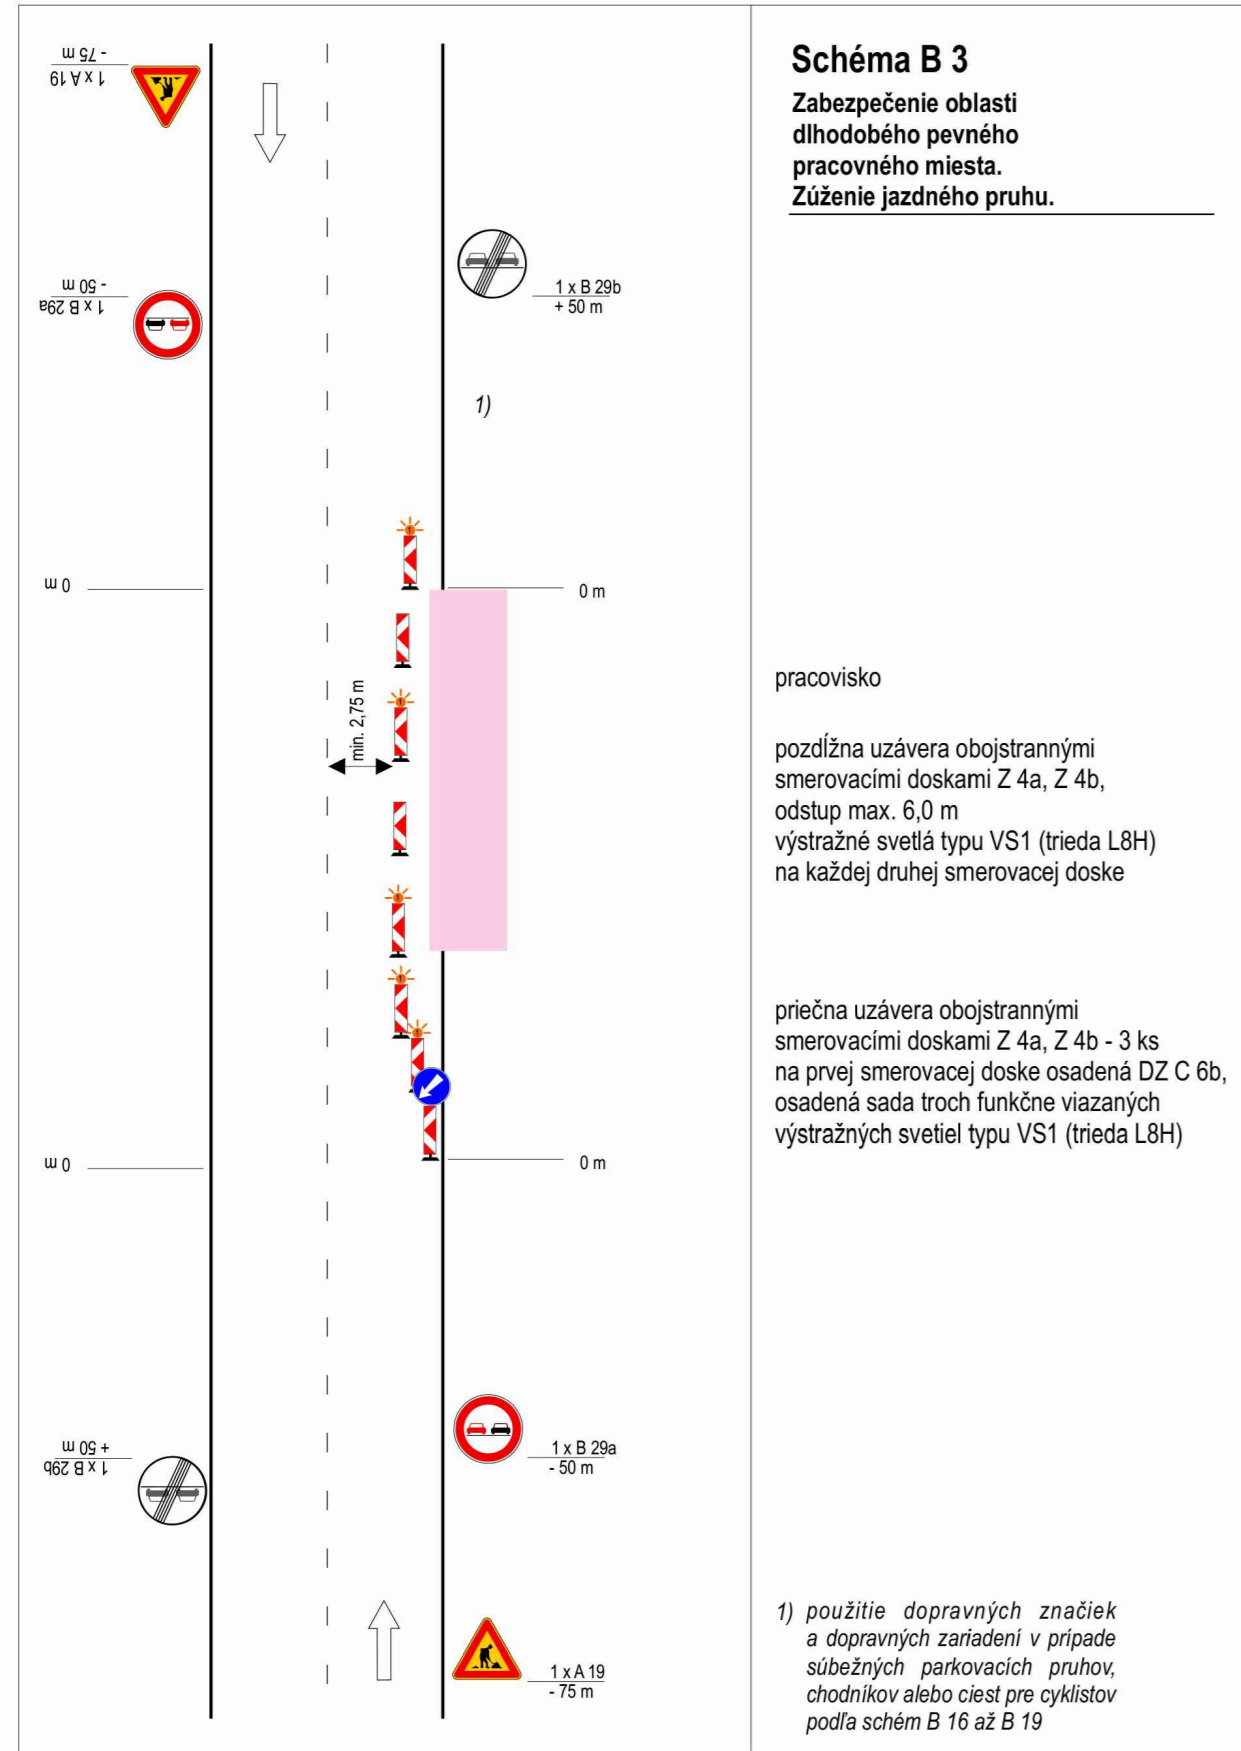 Schéma B 3
Zabezpečenie oblasti
dlhodobého pevného
pracovného miesta.
Zúženie jazdného pruhu.
- 75 m
1 x A 19
- 50 m
1 x B 29a
1 x B 29b
+ 50 m
1)
0 m
0 m
min. 2,75 m
pracovisko
pozdĺžna uzávera obojstrannými
smerovacími doskami Z 4a, Z 4b,
odstup max. 6,0 m
výstražné svetlá typu VS1 (trieda L8H)
na každej druhej smerovacej doske
priečna uzávera obojstrannými
smerovacími doskami Z 4a, Z 4b - 3 ks
na prvej smerovacej doske osadená DZ C 6b,
osadená sada troch funkčne viazaných
výstražných svetiel typu VS1 (trieda L8H)
0 m
0 m
+ 50 m
1 x B 29b
1 x B 29a
- 50 m
1 x A 19
- 75 m
1) použitie dopravných značiek
a dopravných zariadení v prípade
súbežných parkovacích pruhov,
chodníkov alebo ciest pre cyklistov
podľa schém B 16 až B 19